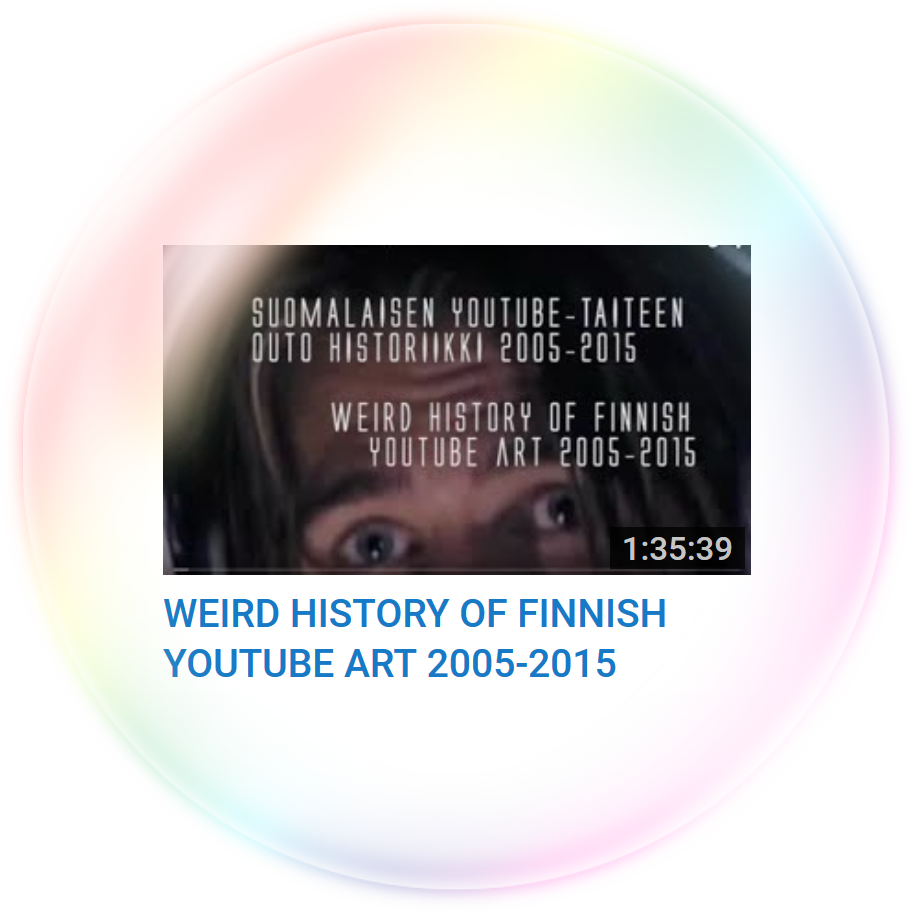 SUOMALAISEN YOUTUBE-TAITEEN
OUTO HISTORIIKKI 2005-2015
WEIRD HISTORY OF FINNISH
YOUTUBE ART 2005-2015
1:35:39
WEIRD HISTORY OF FINNISH
YOUTUBE ART 2005-2015